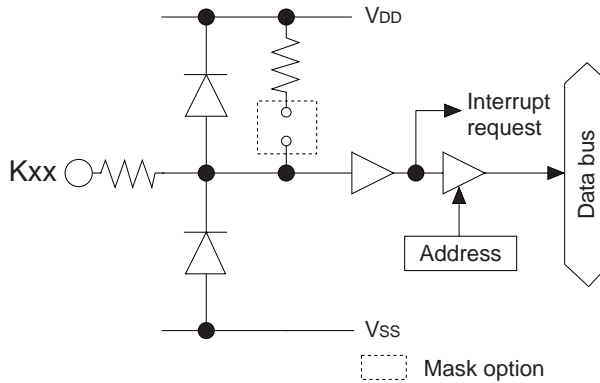 VDD
Interrupt
request
Kxx
Data bus
Address
VSS
Mask option